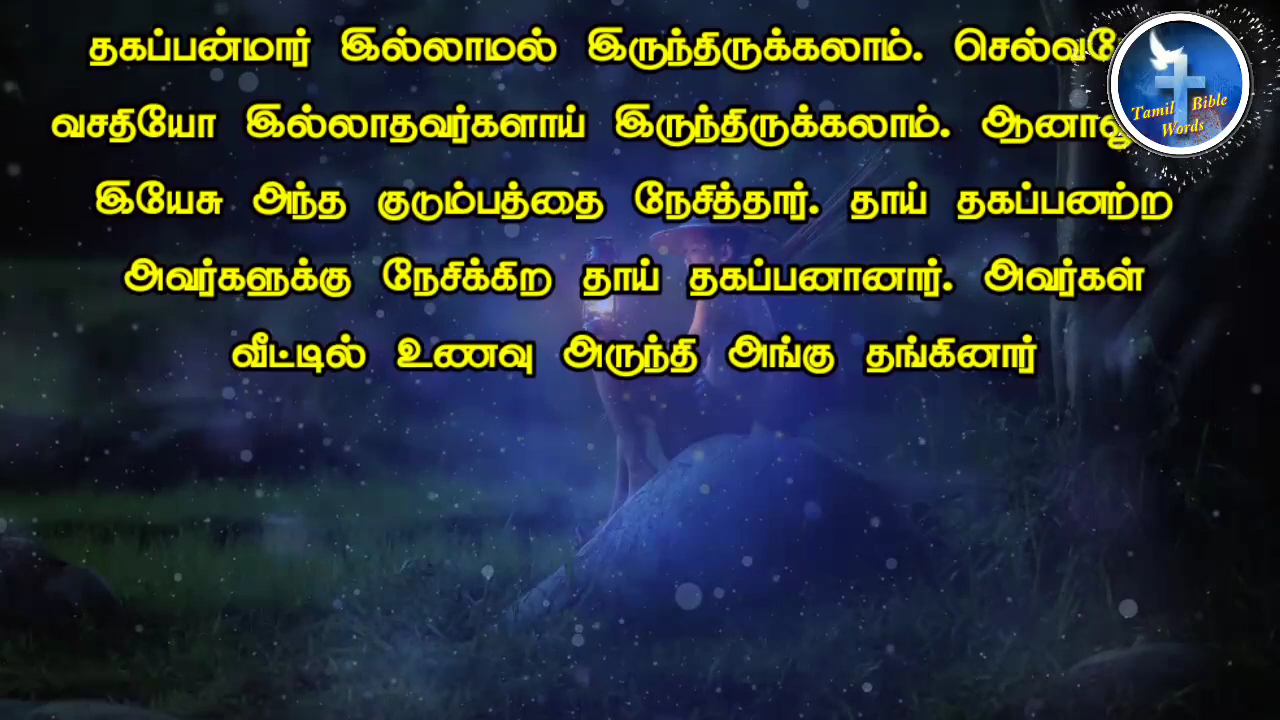 தகப்பன்மார் இல்லாமல் இருந்திருக்கலாம்.
வசதியோ இல்லாதவர்களாய் இருந்திருக்கலாம்.
இயேசு அந்த குடும்பத்தை நேசித்தார். தாய் தகப்பனற்ற
அவர்களுக்கு நேசிக்கிற தாய் தகப்பனானார். அவர்கள்
வீட்டில் உணவு அருந்தி அங்கு தங்கினார்
Tamil Bible
Words